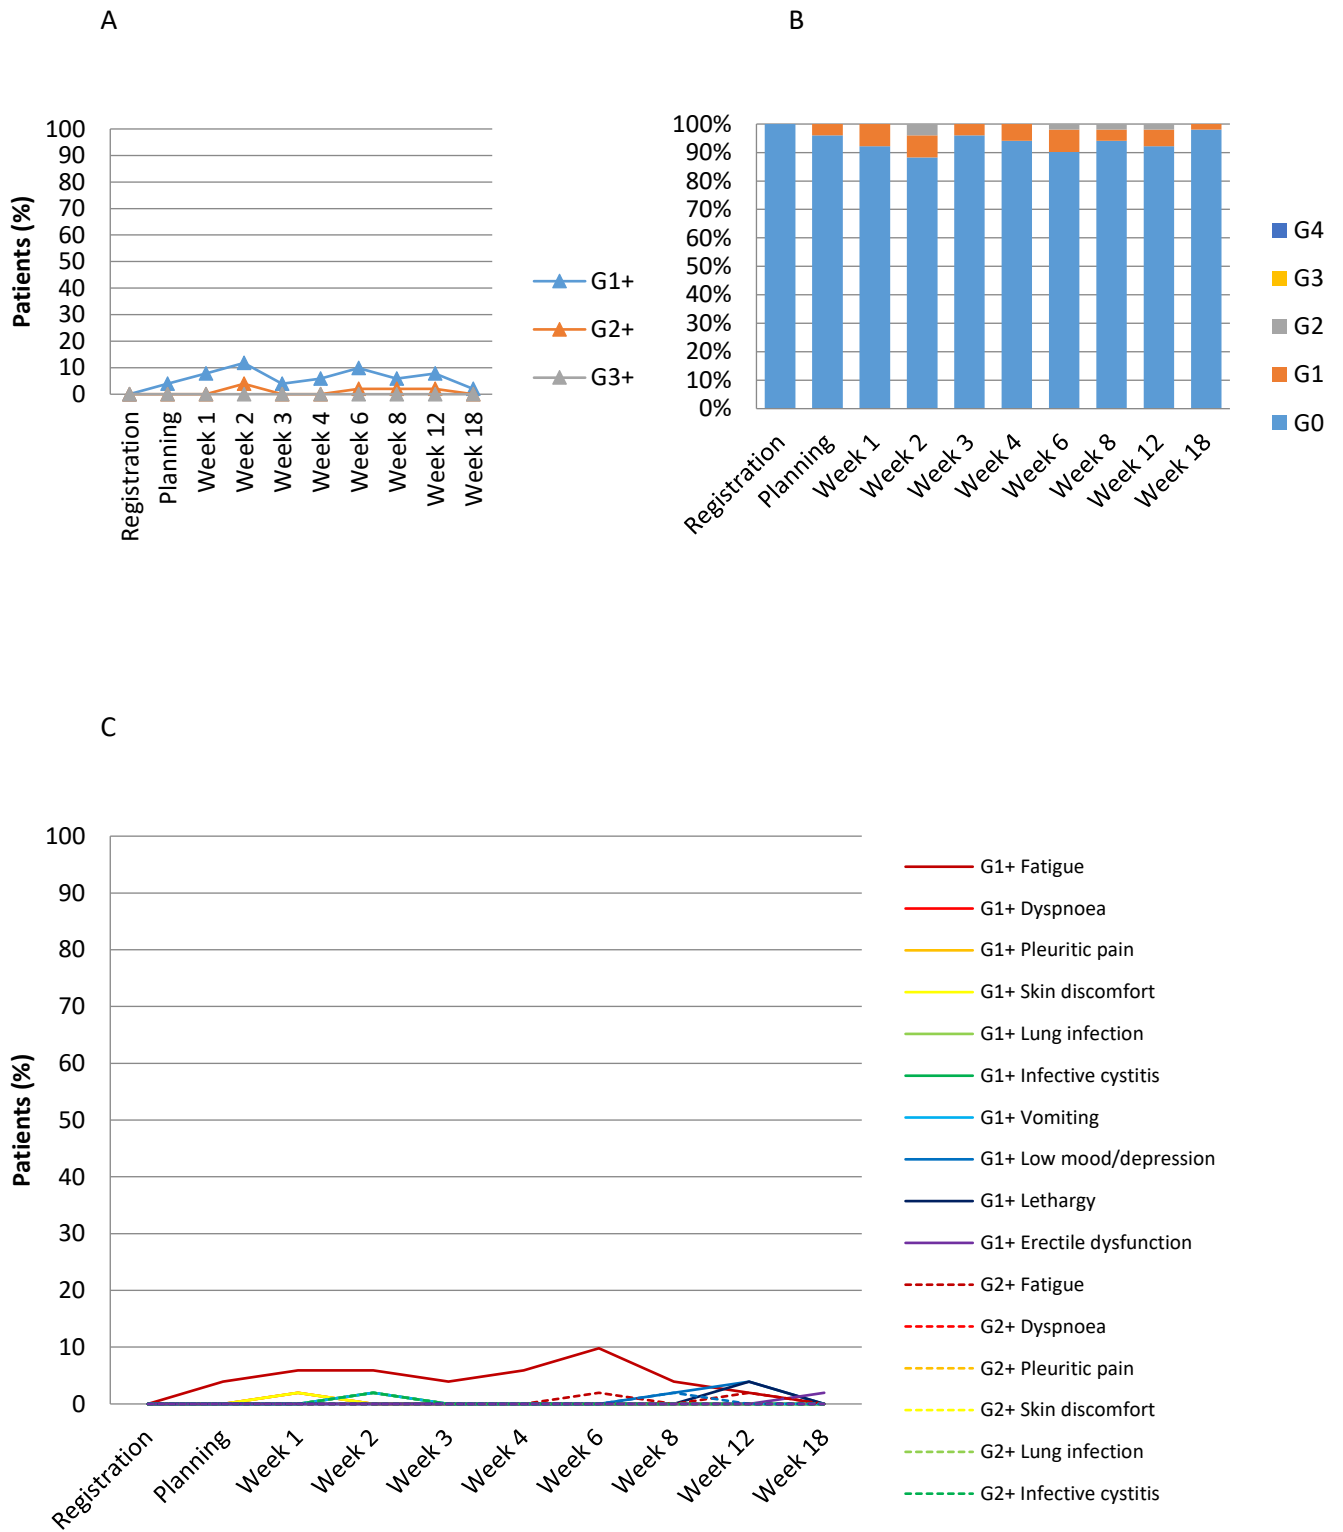 A
B
100
90
80
70
60
50
40
30
20
10
0
Patients (%)
Registration
Planning
Week 1
Week 2
Week 3
Week 4
Week 6
Week 8
Week 12
Week 18
G1+
G2+
G3+
100%
90%
80%
70%
60%
50%
40%
30%
20%
10%
0%
Registration
Planning
Week 1
Week 2
Week 3
Week 4
Week 6
Week 8
Week 12
Week 18
G4
G3
G2
G1
G0
C
100
90
80
70
60
50
40
30
20
10
0
Patients (%)
Registration
Planning
Week 1
Week 2
Week 3
Week 4
Week 6
Week 8
Week 12
Week 18
G1+ Fatigue
G1+ Dyspnoea
G1+ Pleuritic pain
G1+ Skin discomfort
G1+ Lung infection
G1+ Infective cystitis
G1+ Vomiting
G1+ Low mood/depression
G1+ Lethargy
G1+ Erectile dysfunction
G2+ Fatigue
G2+ Dyspnoea
G2+ Pleuritic pain
G2+ Skin discomfort
G2+ Lung infection
G2+ Infective cystitis